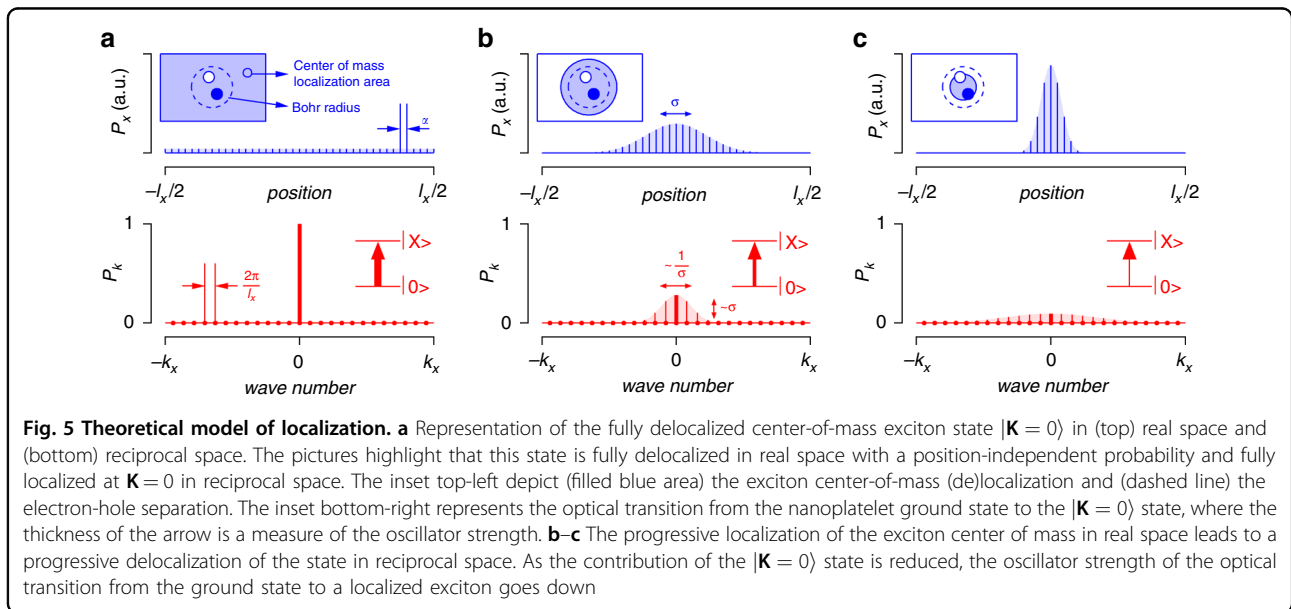 a
P_x (a.u.)
Center of mass
localization area
Bohr radius
α
–l_x/2
position
l_x/2
1
P_k
0
2π
l_x
|X>
|0>
–k_x
0
k_x
wave number
b
P_x (a.u.)
σ
–l_x/2
position
l_x/2
1
P_k
0
~ 1
σ
~σ
|X>
|0>
–k_x
0
k_x
wave number
c
P_x (a.u.)
–l_x/2
position
l_x/2
1
P_k
0
|X>
|0>
–k_x
0
k_x
wave number
Fig. 5 Theoretical model of localization. a Representation of the fully delocalized center-of-mass exciton state |K = 0⟩ in (top) real space and
(bottom) reciprocal space. The pictures highlight that this state is fully delocalized in real space with a position-independent probability and fully
localized at K = 0 in reciprocal space. The inset top-left depict (filled blue area) the exciton center-of-mass (de)localization and (dashed line) the
electron-hole separation. The inset bottom-right represents the optical transition from the nanoplatelet ground state to the |K = 0⟩ state, where the
thickness of the arrow is a measure of the oscillator strength. b–c The progressive localization of the exciton center of mass in real space leads to a
progressive delocalization of the state in reciprocal space. As the contribution of the |K = 0⟩ state is reduced, the oscillator strength of the optical
transition from the ground state to a localized exciton goes down